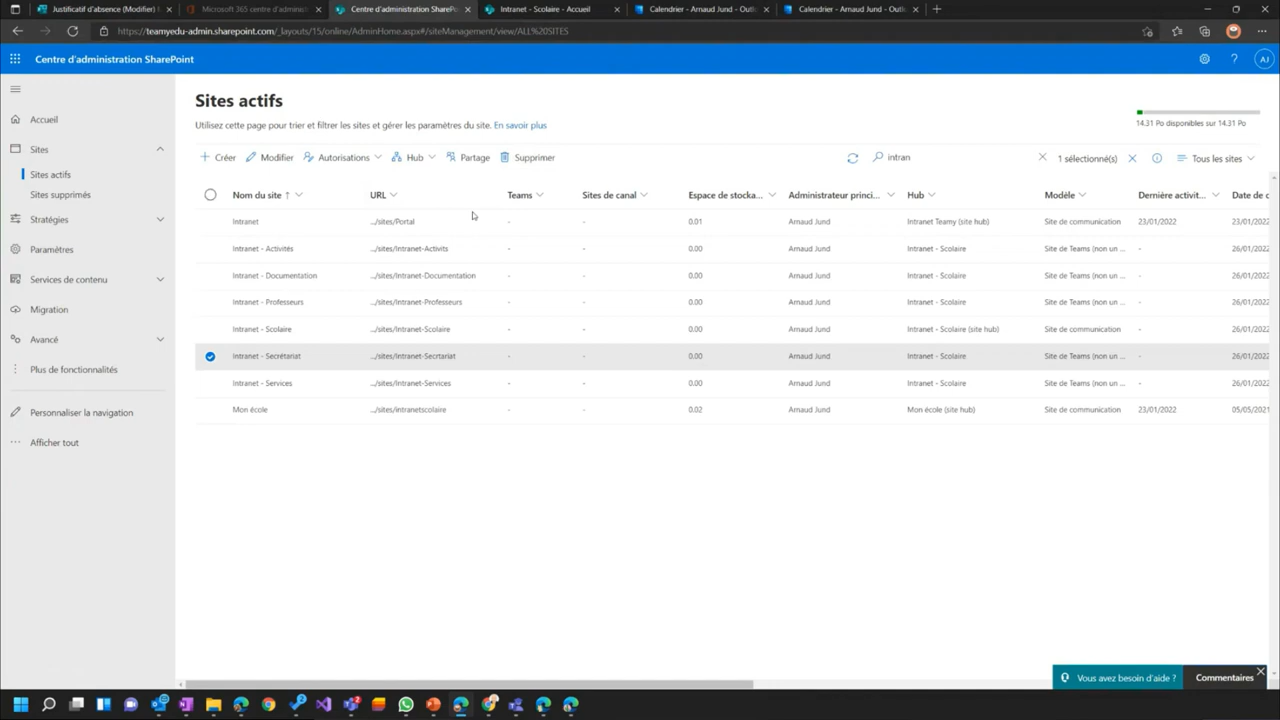 Justificatif d'absence (Modifier)
Microsoft 365 centre d'administ
Centre d'administration SharePoi
Intranet - Scolaire - Accueil
Calendrier - Arnaud Jund - Outl
Calendrier - Arnaud Jund - Outl
https://teamyedu-admin.sharepoint.com/_layouts/15/online/AdminHome.aspx#/siteManagement/view/ALL%20SITES
Centre d'administration SharePoint
AJ
Accueil
Sites
Sites actifs
Sites supprimés
Stratégies
Paramètres
Services de contenu
Migration
Avancé
Plus de fonctionnalités
Personnaliser la navigation
Afficher tout
Sites actifs
Utilisez cette page pour trier et filtrer les sites et gérer les paramètres du site. En savoir plus
14.31 Po disponibles sur 14.31 Po
Créer Modifier Autorisations Hub Partage Supprimer intran 1 sélectionné(s) Tous les sites
Nom du site ↑ URL Teams Sites de canal Espace de stocka... Administrateur princi... Hub Modèle Dernière activit... Date de c
Intranet .../sites/Portal - - 0.01 Arnaud Jund Intranet Teamy (site hub) Site de communication 23/01/2022 23/01/2022
Intranet - Activités .../sites/Intranet-Activits - - 0.00 Arnaud Jund Intranet - Scolaire Site de Teams (non un ... - 26/01/2022
Intranet - Documentation .../sites/Intranet-Documentation - - 0.00 Arnaud Jund Intranet - Scolaire Site de Teams (non un ... - 26/01/2022
Intranet - Professeurs .../sites/Intranet-Professeurs - - 0.00 Arnaud Jund Intranet - Scolaire Site de Teams (non un ... - 26/01/2022
Intranet - Scolaire .../sites/Intranet-Scolaire - - 0.00 Arnaud Jund Intranet - Scolaire (site hub) Site de communication 26/01/2022
Intranet - Secrétariat .../sites/Intranet-Secrtariat - - 0.00 Arnaud Jund Intranet - Scolaire Site de Teams (non un ... - 26/01/2022
Intranet - Services .../sites/Intranet-Services - - 0.00 Arnaud Jund Intranet - Scolaire Site de Teams (non un ... - 26/01/2022
Mon école .../sites/intranetscolaire - - 0.02 Arnaud Jund Mon école (site hub) Site de communication 23/01/2022 05/05/2021
Vous avez besoin d'aide ? Commentaires